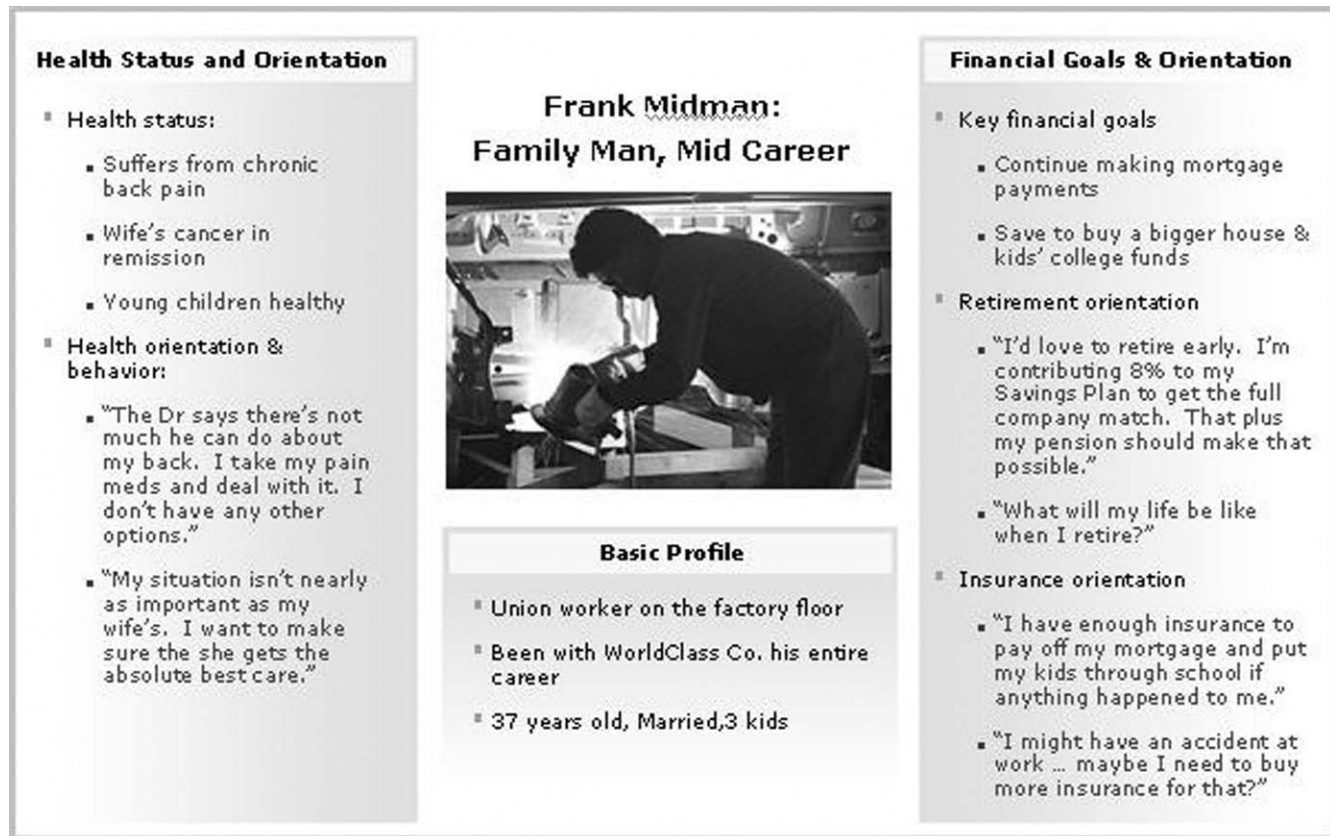 Health Status and Orientation
Health status:
Suffers from chronic
back pain
Wife's cancer in
remission
Young children healthy
Health orientation &
behavior:
“The Dr says there's not
much he can do about
my back.  I take my pain
meds and deal with it.  I
don't have any other
options.”
“My situation isn't nearly
as important as my
wife's.  I want to make
sure the she gets the
absolute best care.”
Frank Midman:
Family Man, Mid Career
Basic Profile
Union worker on the factory floor
Been with WorldClass Co. his entire
career
37 years old, Married,3 kids
Financial Goals & Orientation
Key financial goals
Continue making mortgage
payments
Save to buy a bigger house &
kids' college funds
Retirement orientation
“I'd love to retire early.  I'm
contributing 8% to my
Savings Plan to get the full
company match.  That plus
my pension should make that
possible.”
“What will my life be like
when I retire?”
Insurance orientation
“I have enough insurance to
pay off my mortgage and put
my kids through school if
anything happened to me.”
“I might have an accident at
work … maybe I need to buy
more insurance for that?”